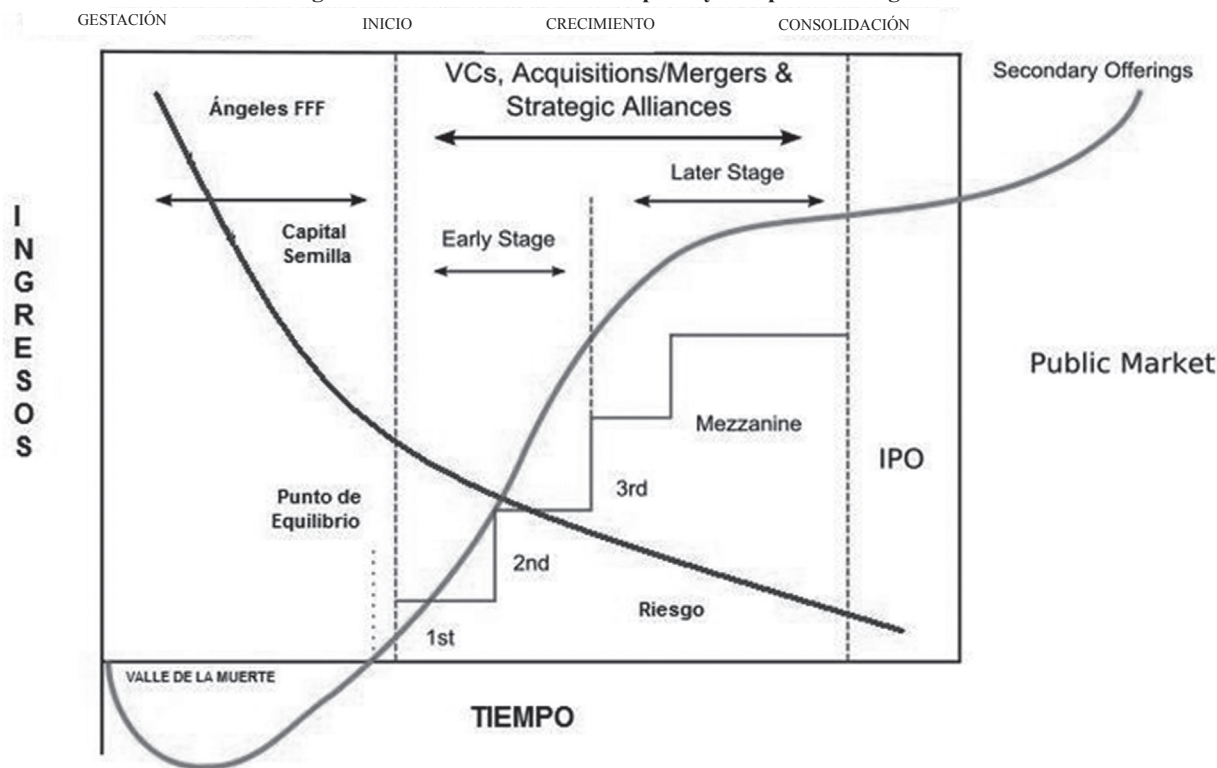 GESTACIÓN
INICIO
CRECIMIENTO
CONSOLIDACIÓN
VCs, Acquisitions/Mergers &
Strategic Alliances
Secondary Offerings
Ángeles FFF
Later Stage
Capital
Semilla
Early Stage
INGRESOS
Public Market
Mezzanine
IPO
Punto de
Equilibrio
3rd
2nd
Riesgo
1st
VALLE DE LA MUERTE
TIEMPO